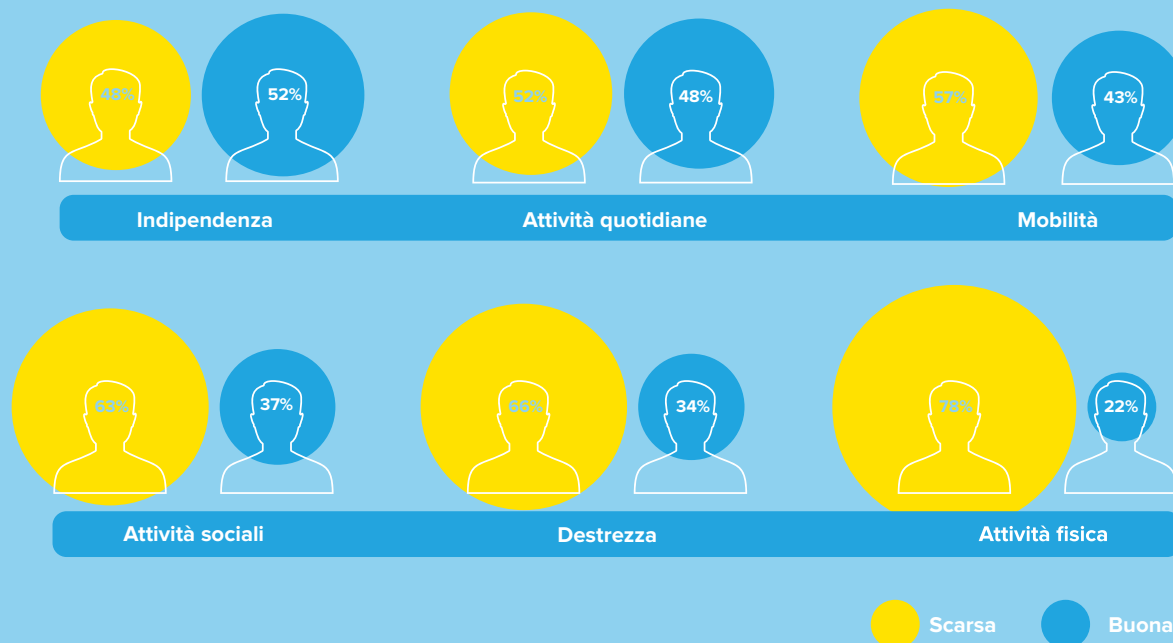 48% 52% 52% 48% 57% 43%
Indipendenza Attività quotidiane Mobilità
63% 37% 66% 34% 78% 22%
Attività sociali Destrezza Attività fisica
Scarsa Buona